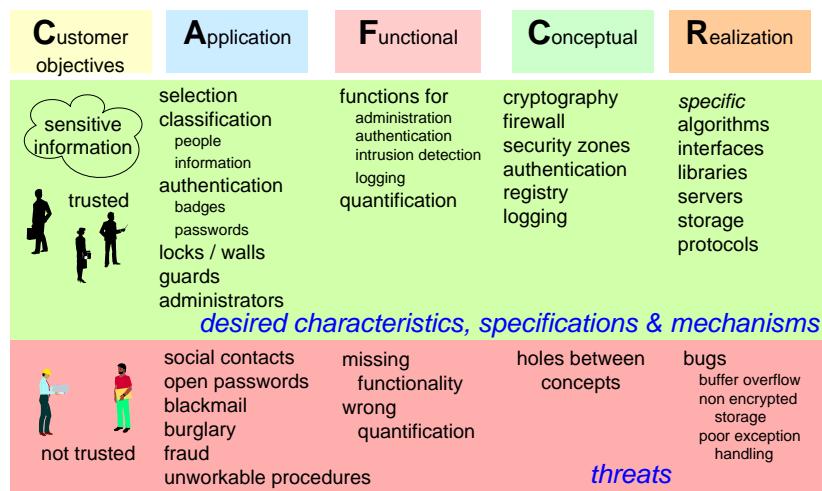 Customer
objectives
Application
Functional
Conceptual
Realization
sensitive
information
trusted
selection
classification
people
information
authentication
badges
passwords
locks / walls
guards
administrators
functions for
administration
authentication
intrusion detection
logging
quantification
cryptography
firewall
security zones
authentication
registry
logging
specific
algorithms
interfaces
libraries
servers
storage
protocols
desired characteristics, specifications & mechanisms
not trusted
social contacts
open passwords
blackmail
burglary
fraud
unworkable procedures
missing
functionality
wrong
quantification
holes between
concepts
bugs
buffer overflow
non encrypted
storage
poor exception
handling
threats